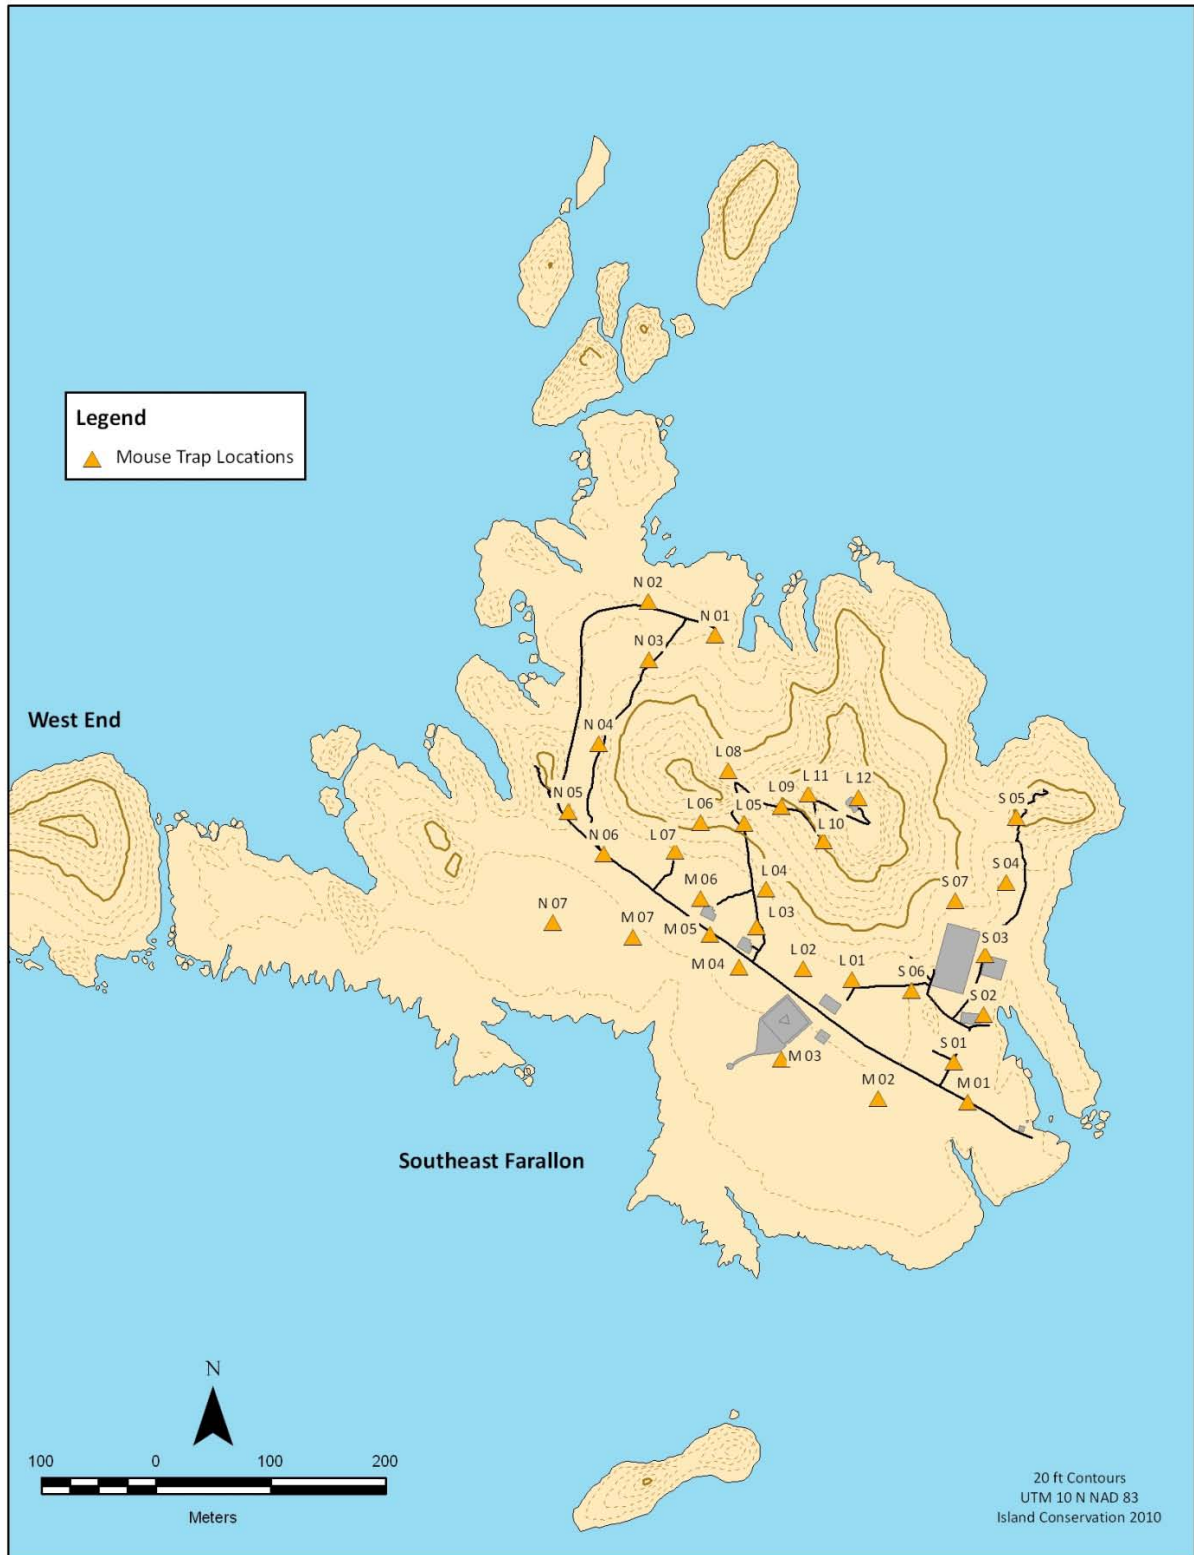 Legend
Mouse Trap Locations
N 02
N 01
N 03
West End
N 04
L 08
L 11
L 12
L 09
N 05
L 06
L 05
S 05
L 10
N 06
L 07
L 04
S 04
M 06
S 07
N 07
M 07
L 03
M 05
S 03
M 04
L 02
L 01
S 06
S 02
S 01
M 03
M 02
M 01
Southeast Farallon
N
100 0 100 200
Meters
20 ft Contours
UTM 10 N NAD 83
Island Conservation 2010